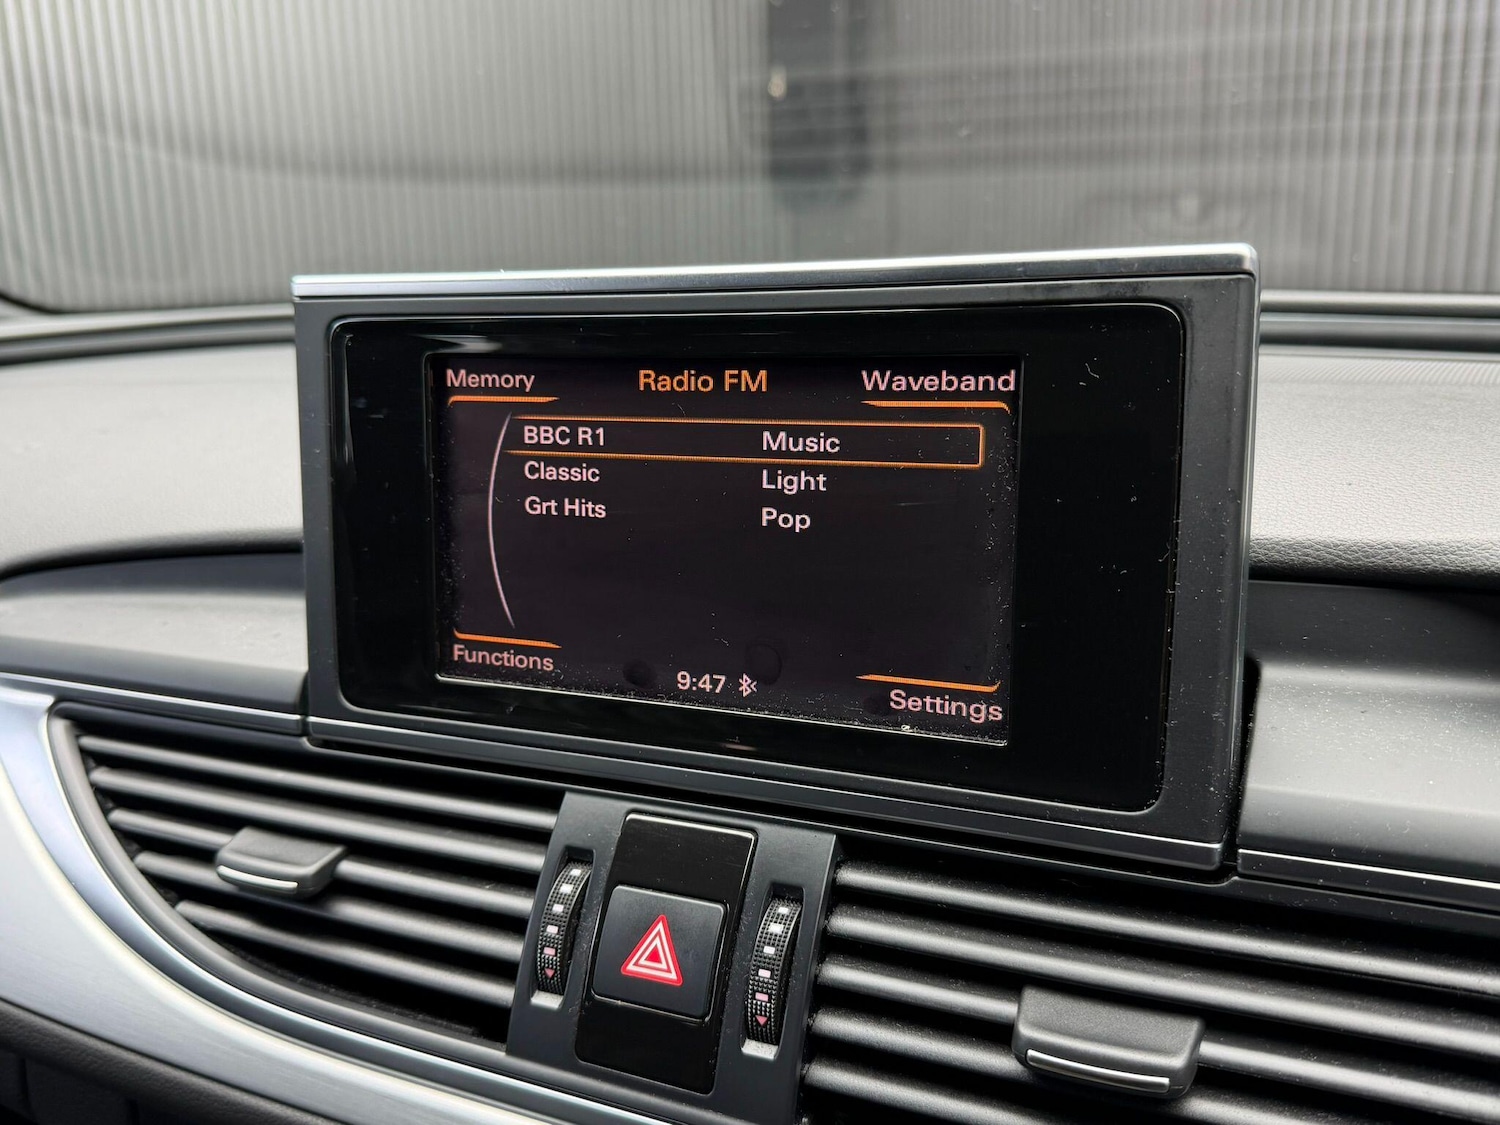 Memory Radio FM Waveband
BBC R1 Music
Classic Light
Grt Hits Pop
Functions 9:47 Settings